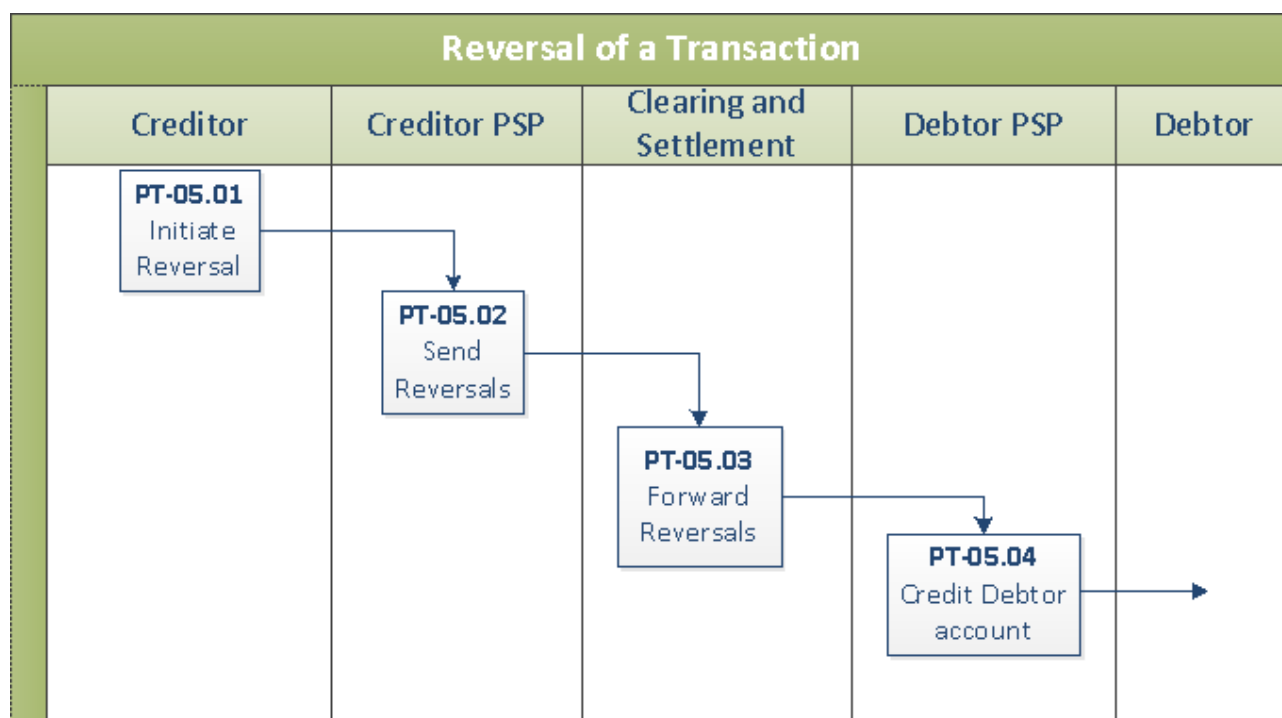 Reversal of a Transaction
Creditor
Creditor PSP
Clearing and
Settlement
Debtor PSP
Debtor
PT-05.01
Initiate
Reversal
PT-05.02
Send
Reversals
PT-05.03
Forward
Reversals
PT-05.04
Credit Debtor
account